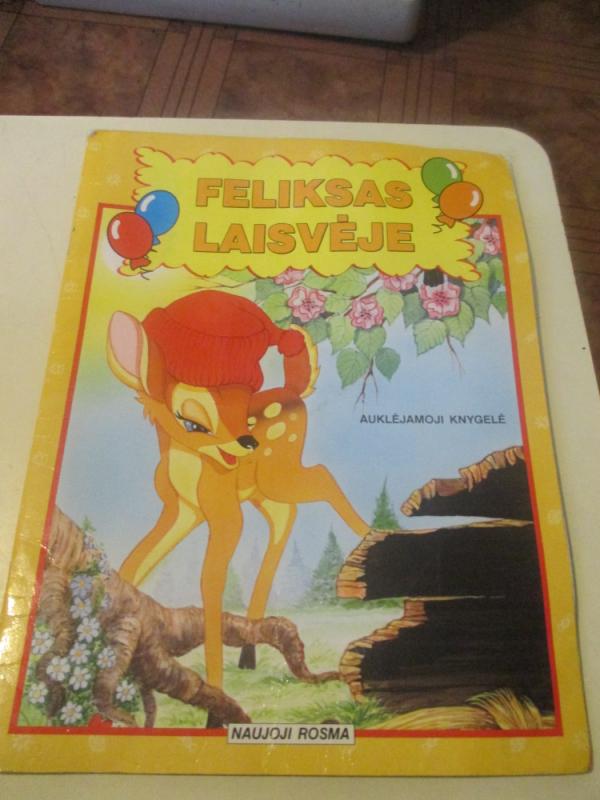 FELIKSAS
LAISVĖJE
AUKLĖJAMOJI KNYGELĖ
NAUJOJI ROSMA